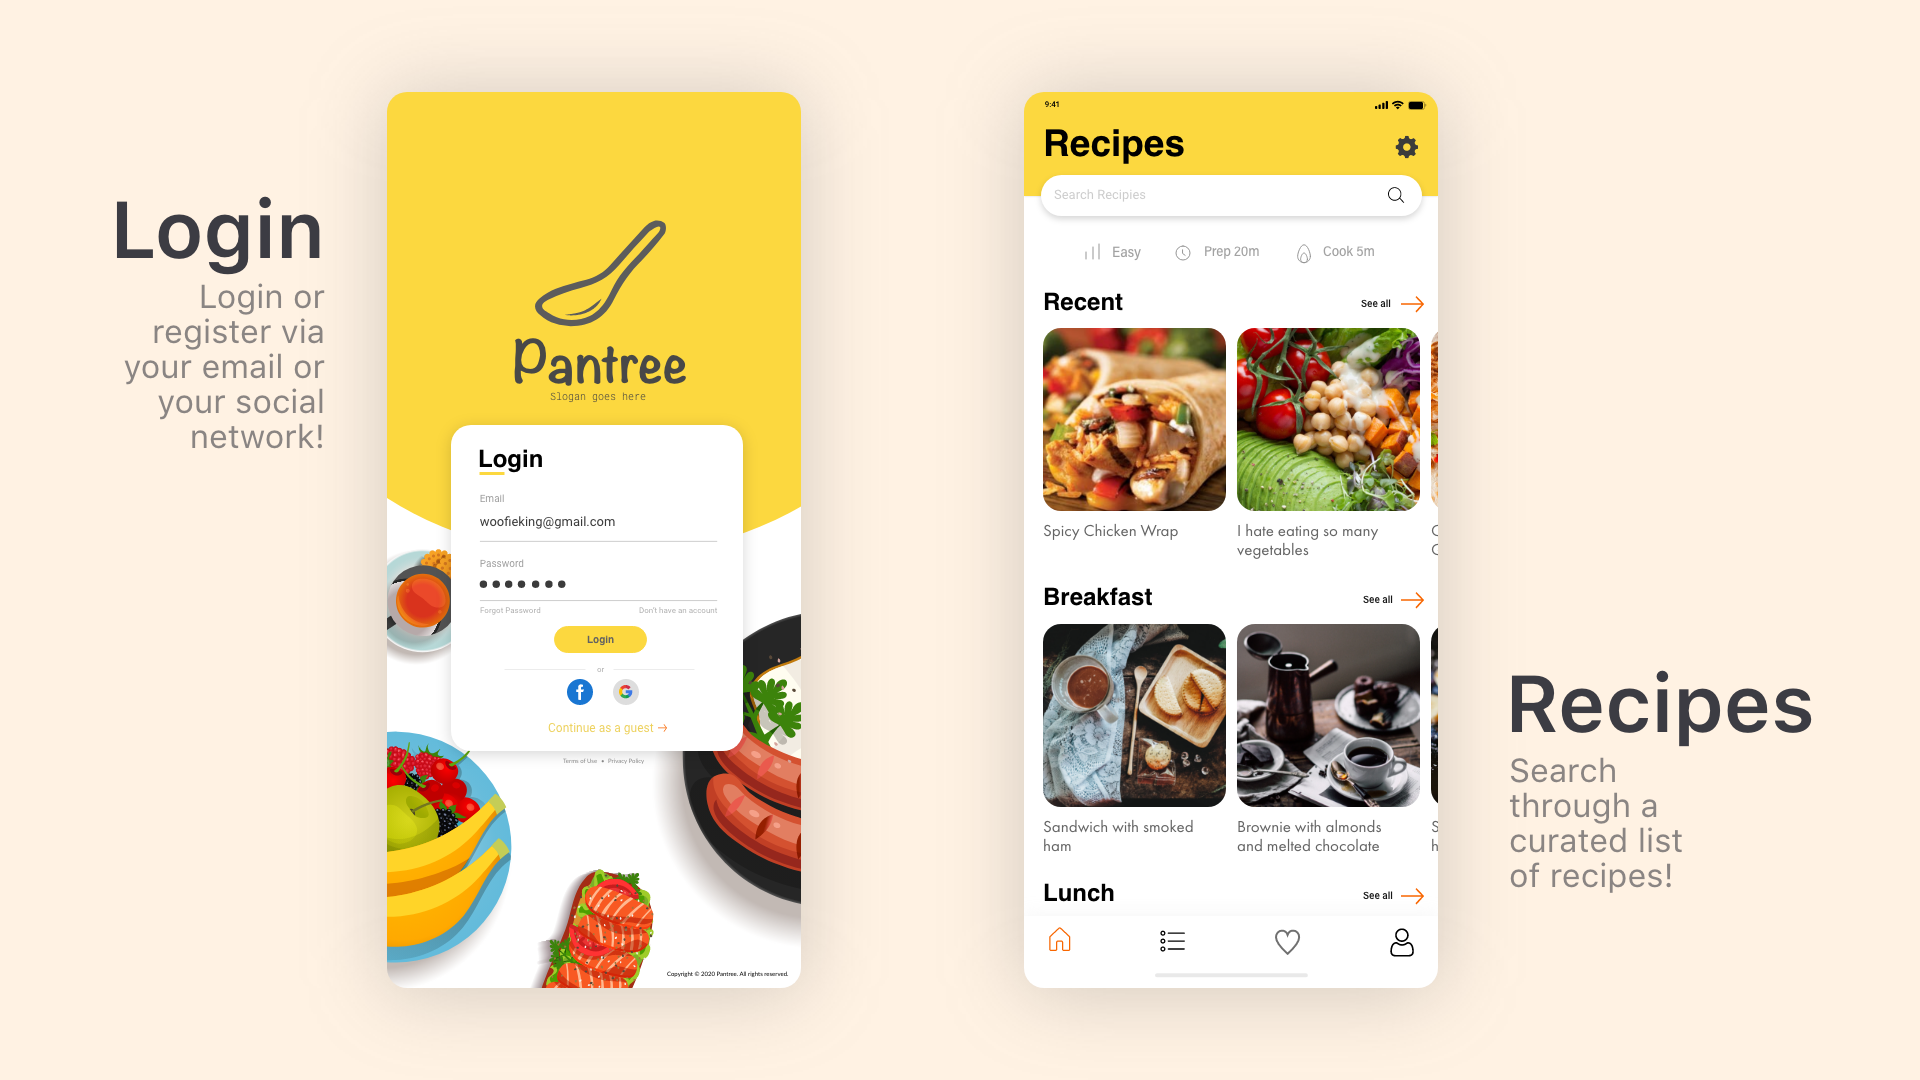 Login
Login or
register via
your email or
your social
network!
Pantree
Slogan goes here
Login
Email
woofieking@gmail.com
Password
Forgot Password
Don't have an account
Login
or
Continue as a guest
Terms of Use • Privacy Policy
Copyright © 2020 Pantree. All rights reserved.
9:41
Recipes
Search Recipies
Easy
Prep 20m
Cook 5m
Recent
See all
Spicy Chicken Wrap
I hate eating so many
vegetables
Breakfast
See all
Sandwich with smoked
ham
Brownie with almonds
and melted chocolate
S
h
Lunch
See all
Recipes
Search
through a
curated list
of recipes!